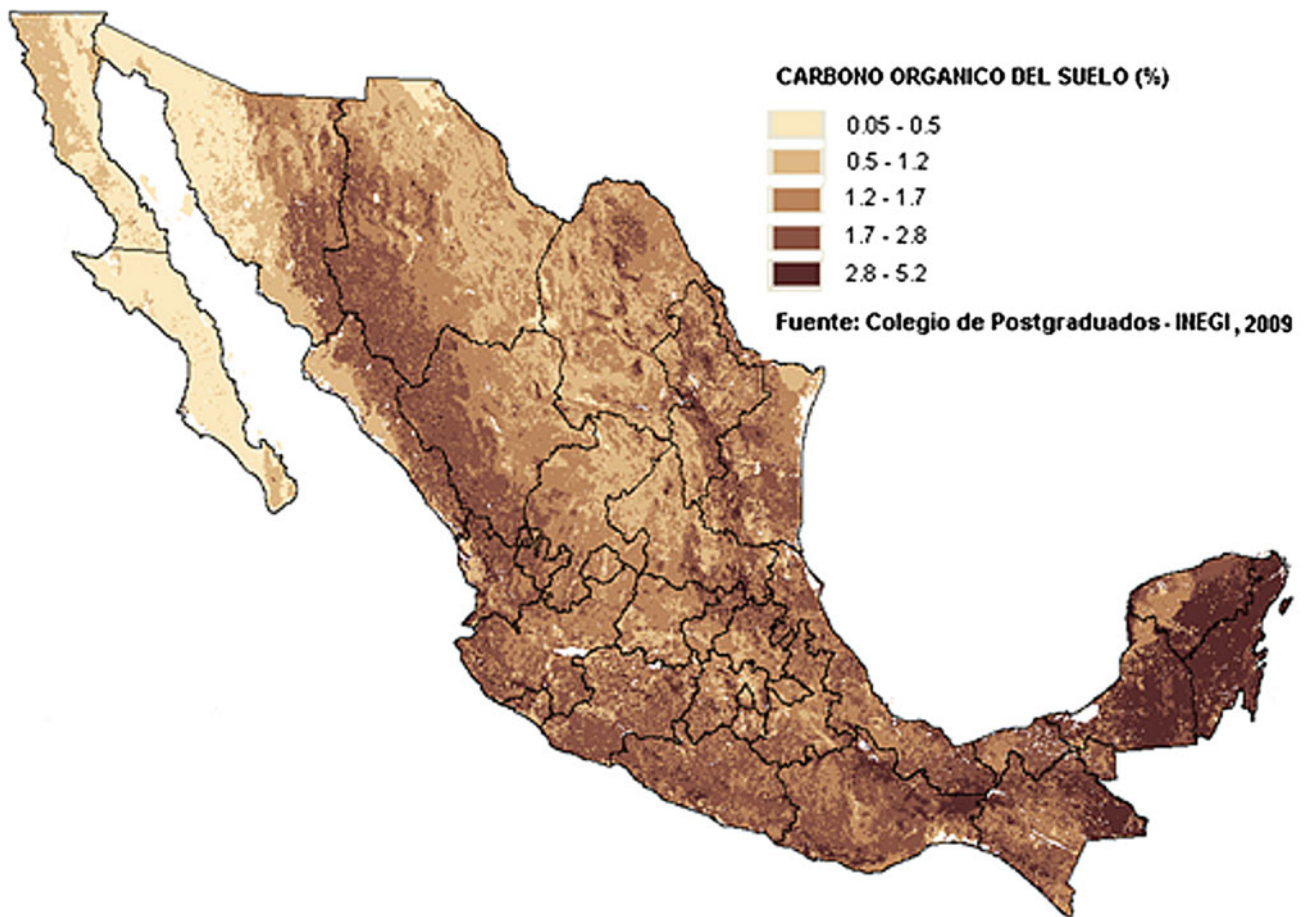 CARBONO ORGANICO DEL SUELO (%)
0.05 - 0.5
0.5 - 1.2
1.2 - 1.7
1.7 - 2.8
2.8 - 5.2
Fuente: Colegio de Postgraduados - INEGI, 2009